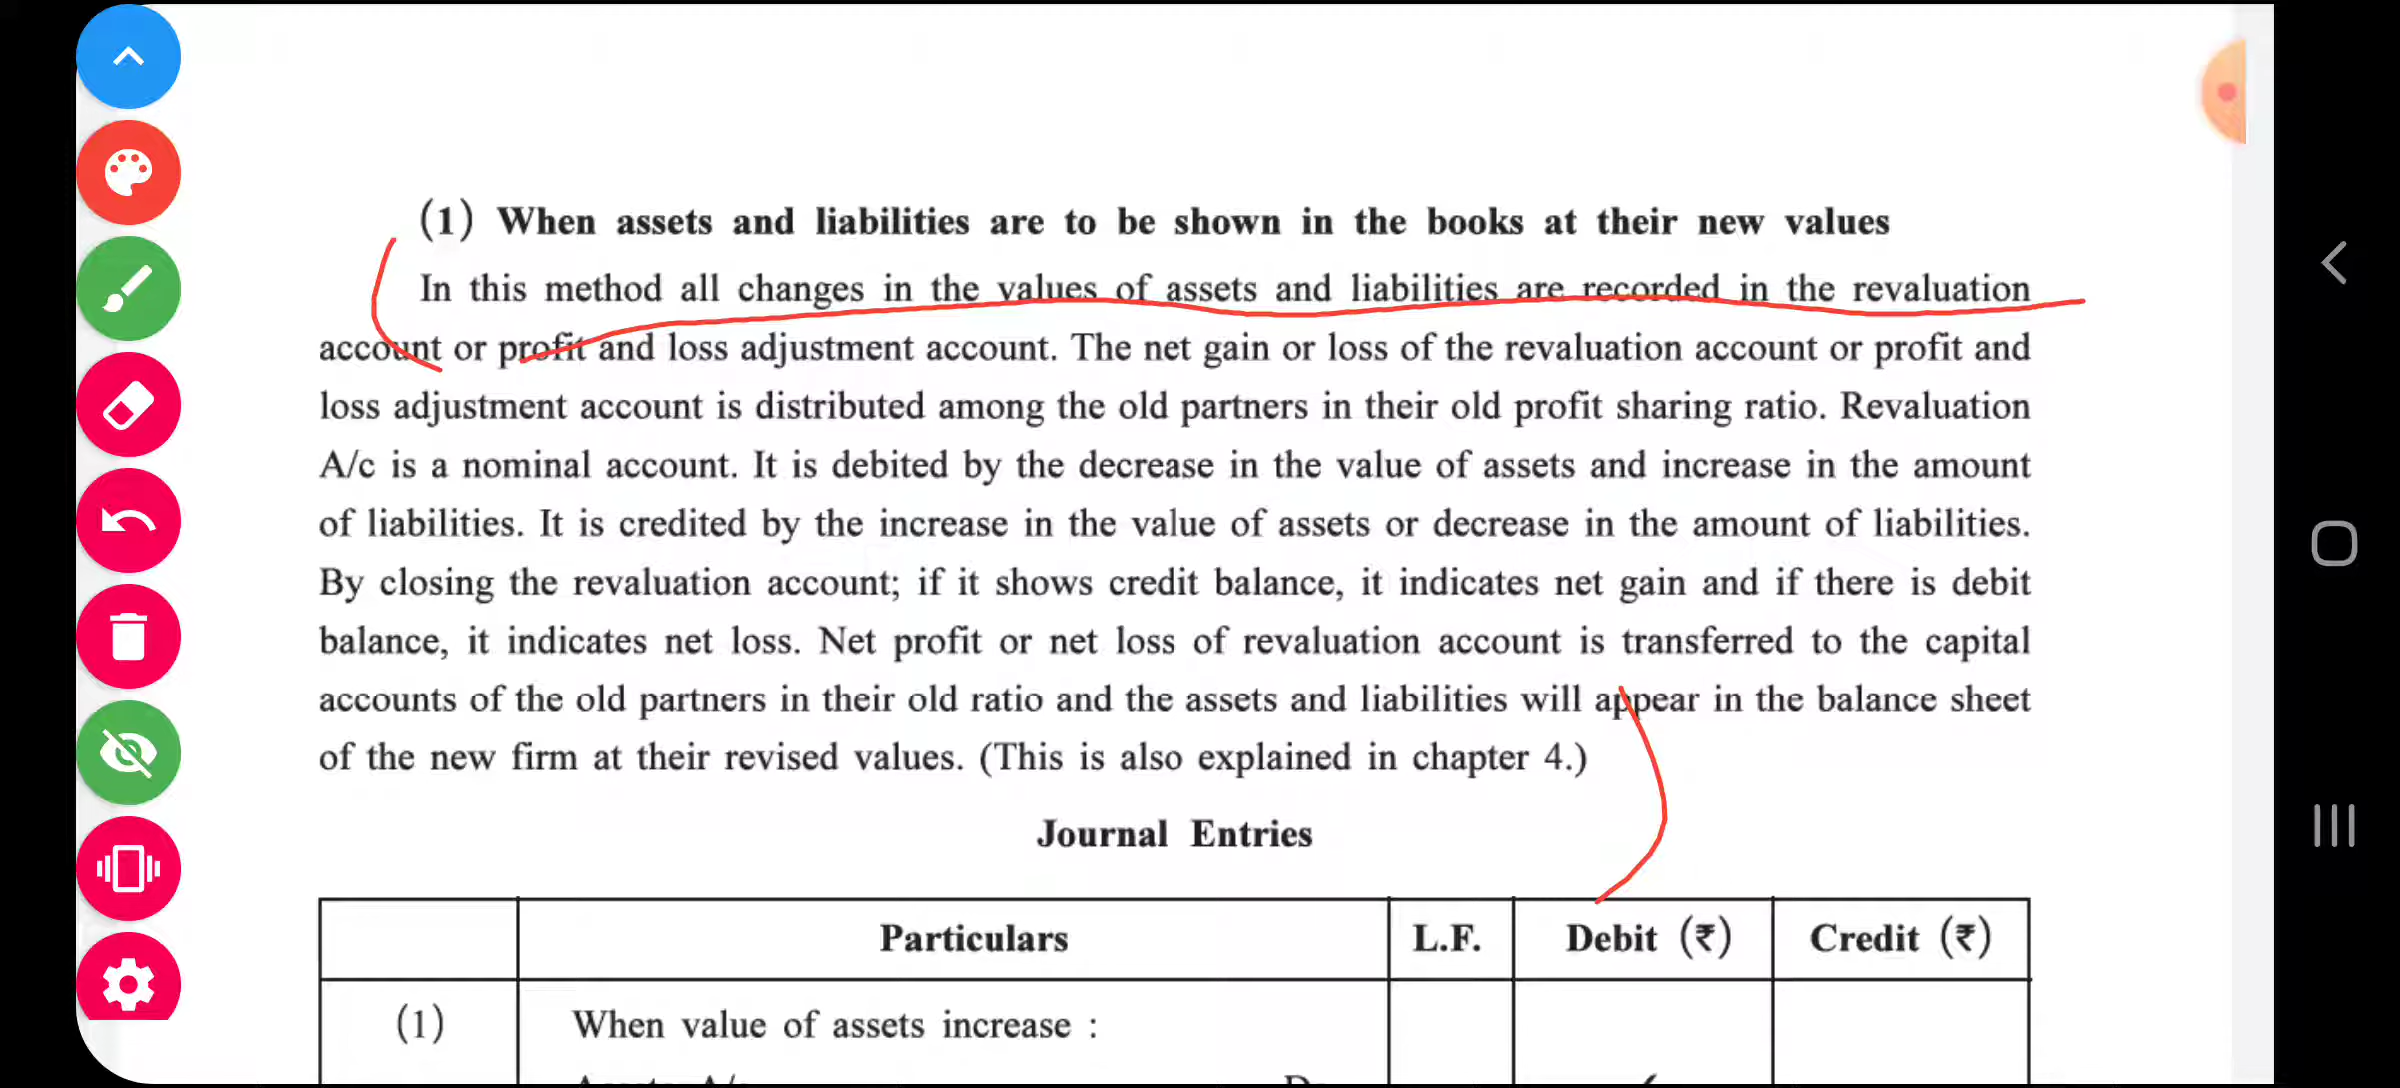 (1) When assets and liabilities are to be shown in the books at their new values
In this method all changes in the values of assets and liabilities are recorded in the revaluation
account or profit and loss adjustment account. The net gain or loss of the revaluation account or profit and
loss adjustment account is distributed among the old partners in their old profit sharing ratio. Revaluation
A/c is a nominal account. It is debited by the decrease in the value of assets and increase in the amount
of liabilities. It is credited by the increase in the value of assets or decrease in the amount of liabilities.
By closing the revaluation account; if it shows credit balance, it indicates net gain and if there is debit
balance, it indicates net loss. Net profit or net loss of revaluation account is transferred to the capital
accounts of the old partners in their old ratio and the assets and liabilities will appear in the balance sheet
of the new firm at their revised values. (This is also explained in chapter 4.)
Journal Entries
Particulars L.F. Debit (₹) Credit (₹)
(1) When value of assets increase :